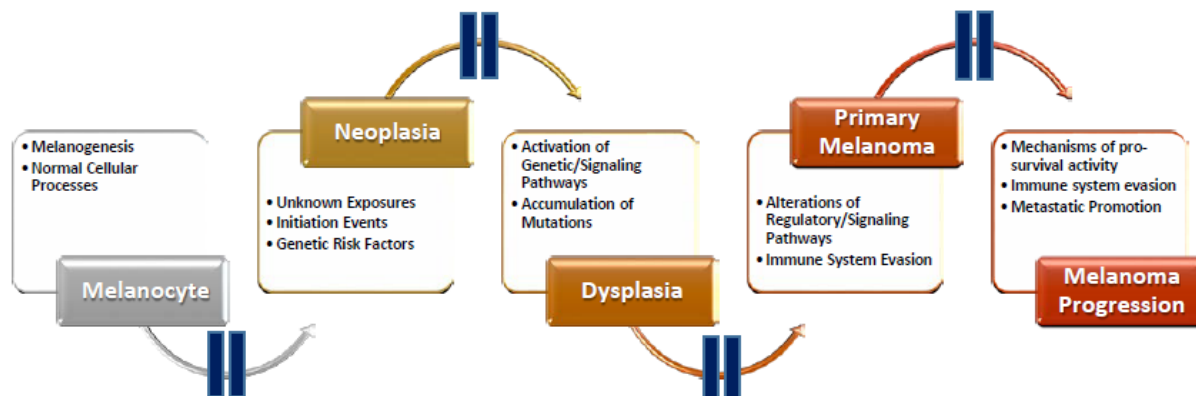 • Melanogenesis
• Normal Cellular
Processes
Melanocyte
Neoplasia
• Unknown Exposures
• Initiation Events
• Genetic Risk Factors
• Activation of
Genetic/Signaling
Pathways
• Accumulation of
Mutations
Dysplasia
Primary
Melanoma
• Alterations of
Regulatory/Signaling
Pathways
• Immune System Evasion
• Mechanisms of pro-
survival activity
• Immune system evasion
• Metastatic Promotion
Melanoma
Progression